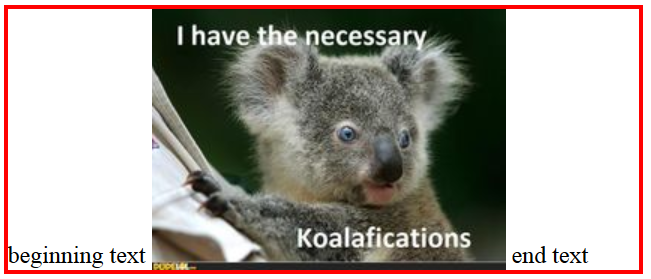 I have the necessary
Koalafications
beginning text
end text